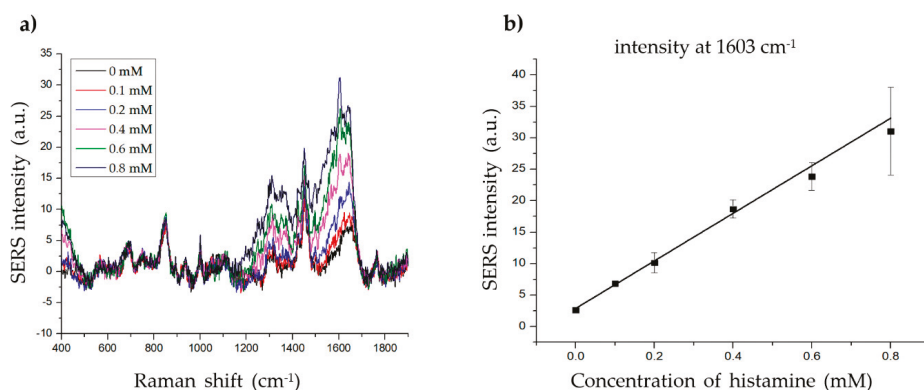 a)
35
30
25
20
15
10
5
0
-5
-10
0 mM
0.1 mM
0.2 mM
0.4 mM
0.6 mM
0.8 mM
400 600 800 1000 1200 1400 1600 1800
SERS intensity (a.u.)
Raman shift (cm⁻¹)
b)
intensity at 1603 cm⁻¹
40
35
30
25
20
15
10
5
0
0.0 0.2 0.4 0.6 0.8
SERS intensity (a.u.)
Concentration of histamine (mM)